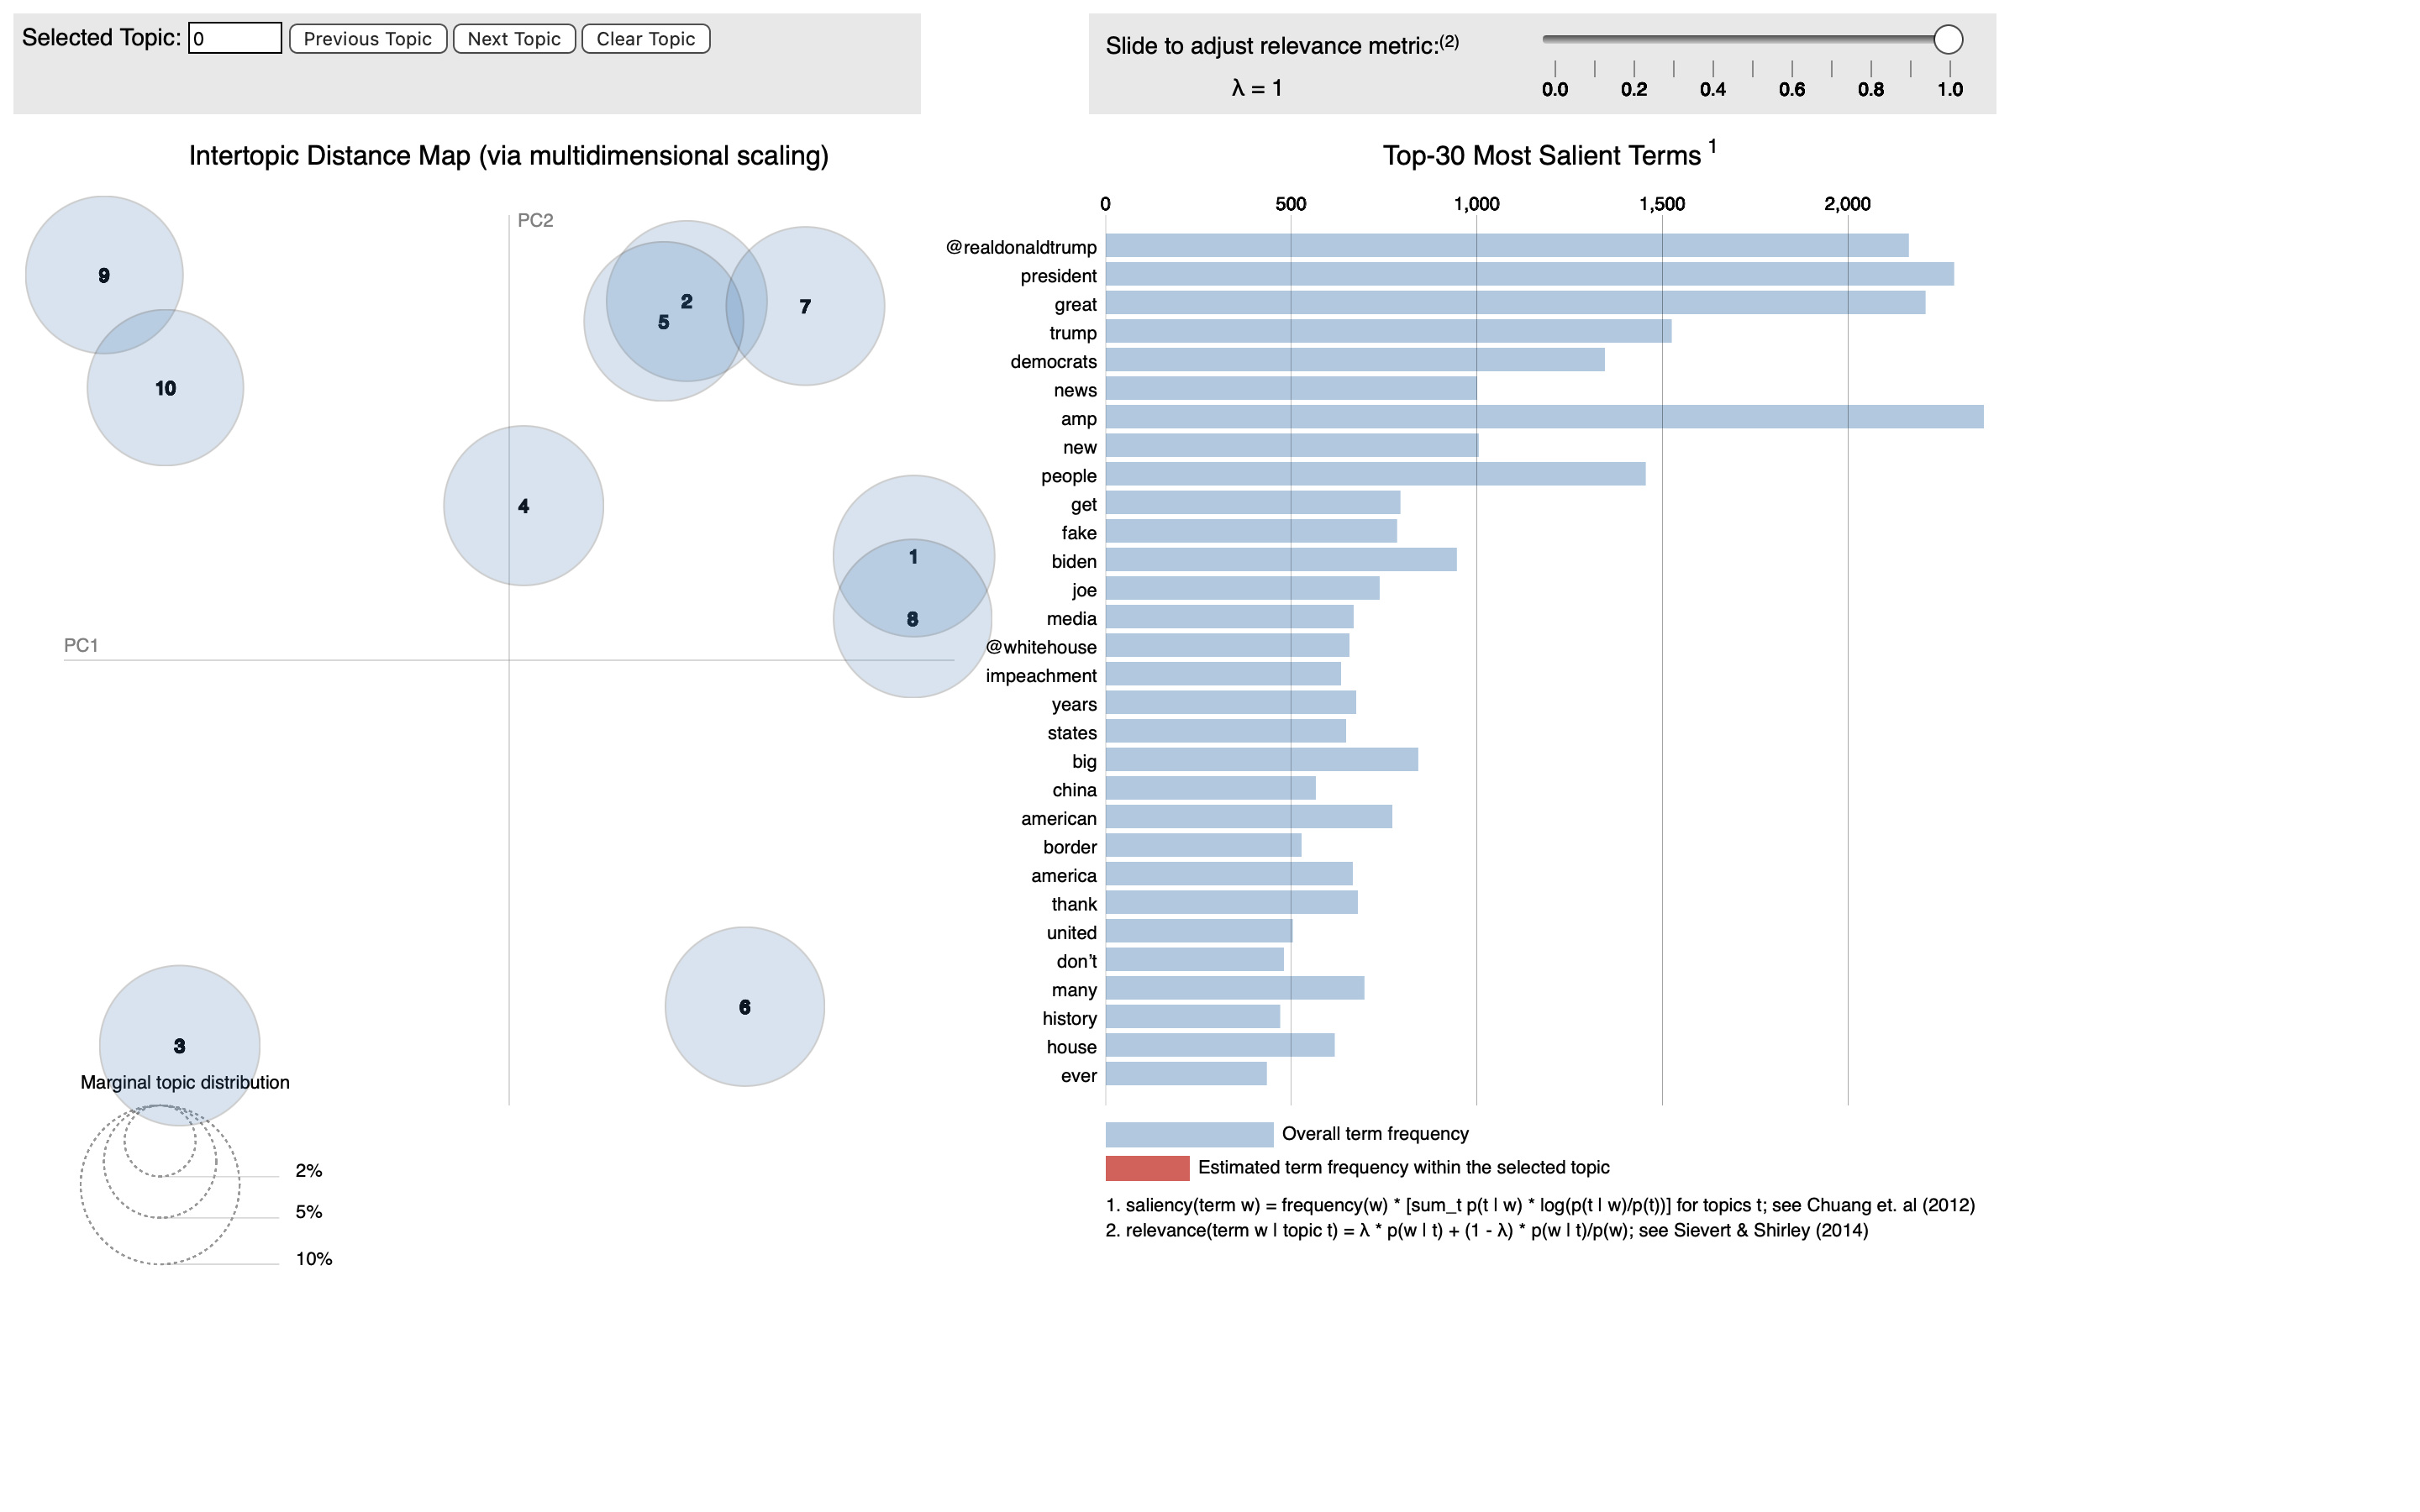 Selected Topic: 0 Previous Topic Next Topic Clear Topic
Slide to adjust relevance metric:(2)
λ = 1
0.0 0.2 0.4 0.6 0.8 1.0
Intertopic Distance Map (via multidimensional scaling)
PC2
PC1
9
10
2
5
7
4
1
8
6
3
Marginal topic distribution
2%
5%
10%
Top-30 Most Salient Terms 1
0 500 1,000 1,500 2,000
@realdonaldtrump
president
great
trump
democrats
news
amp
new
people
get
fake
biden
joe
media
@whitehouse
impeachment
years
states
big
china
american
border
america
thank
united
don’t
many
history
house
ever
Overall term frequency
Estimated term frequency within the selected topic
1. saliency(term w) = frequency(w) * [sum_t p(t | w) * log(p(t | w)/p(t))] for topics t; see Chuang et. al (2012)
2. relevance(term w | topic t) = λ * p(w | t) + (1 - λ) * p(w | t)/p(w); see Sievert & Shirley (2014)